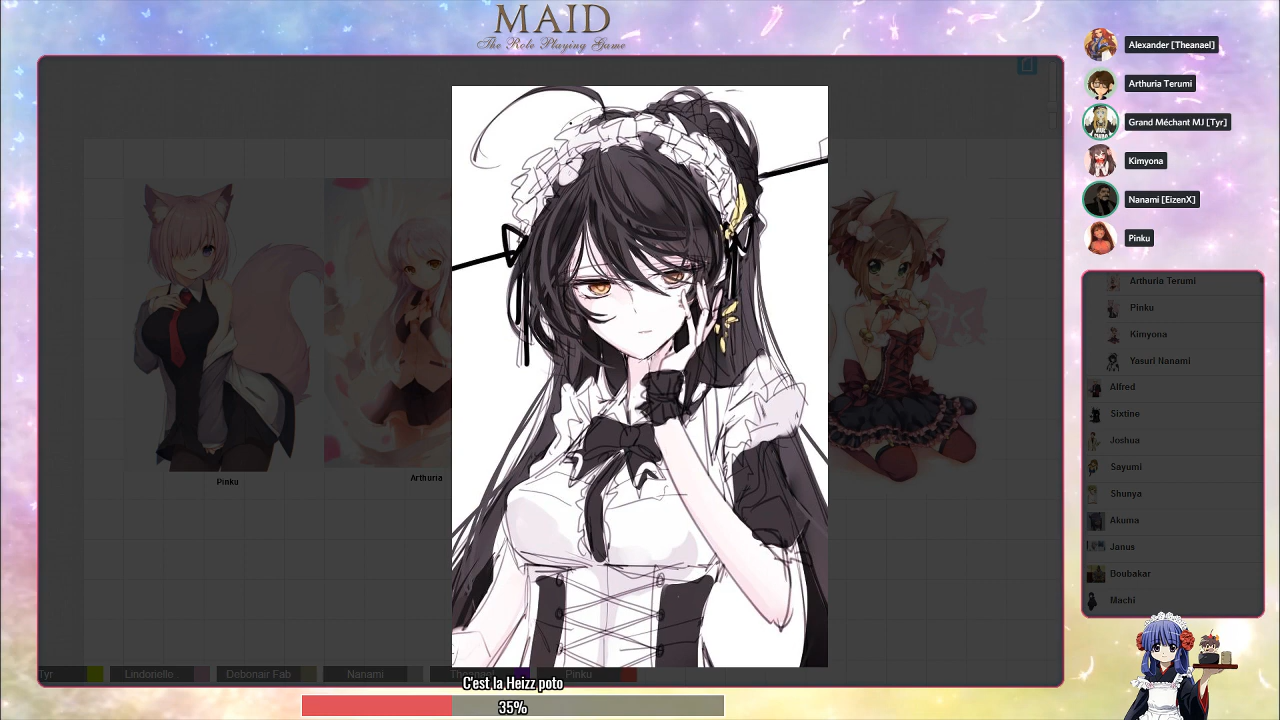 MAID
The Role Playing Game
Alexander [Theanael]
Arthuria Terumi
Grand Méchant MJ [Tyr]
Kimyona
Nanami [EizenX]
Pinku
Arthuria Terumi
Pinku
Kimyona
Yasuri Nanami
Alfred
Sixtine
Joshua
Sayumi
Shunya
Akuma
Janus
Boubakar
Machi
Pinku
Arthuria
Tyr
Lindonelle
Debonair Fab
Nanami
Pinku
C'est la Heizz poto
35%